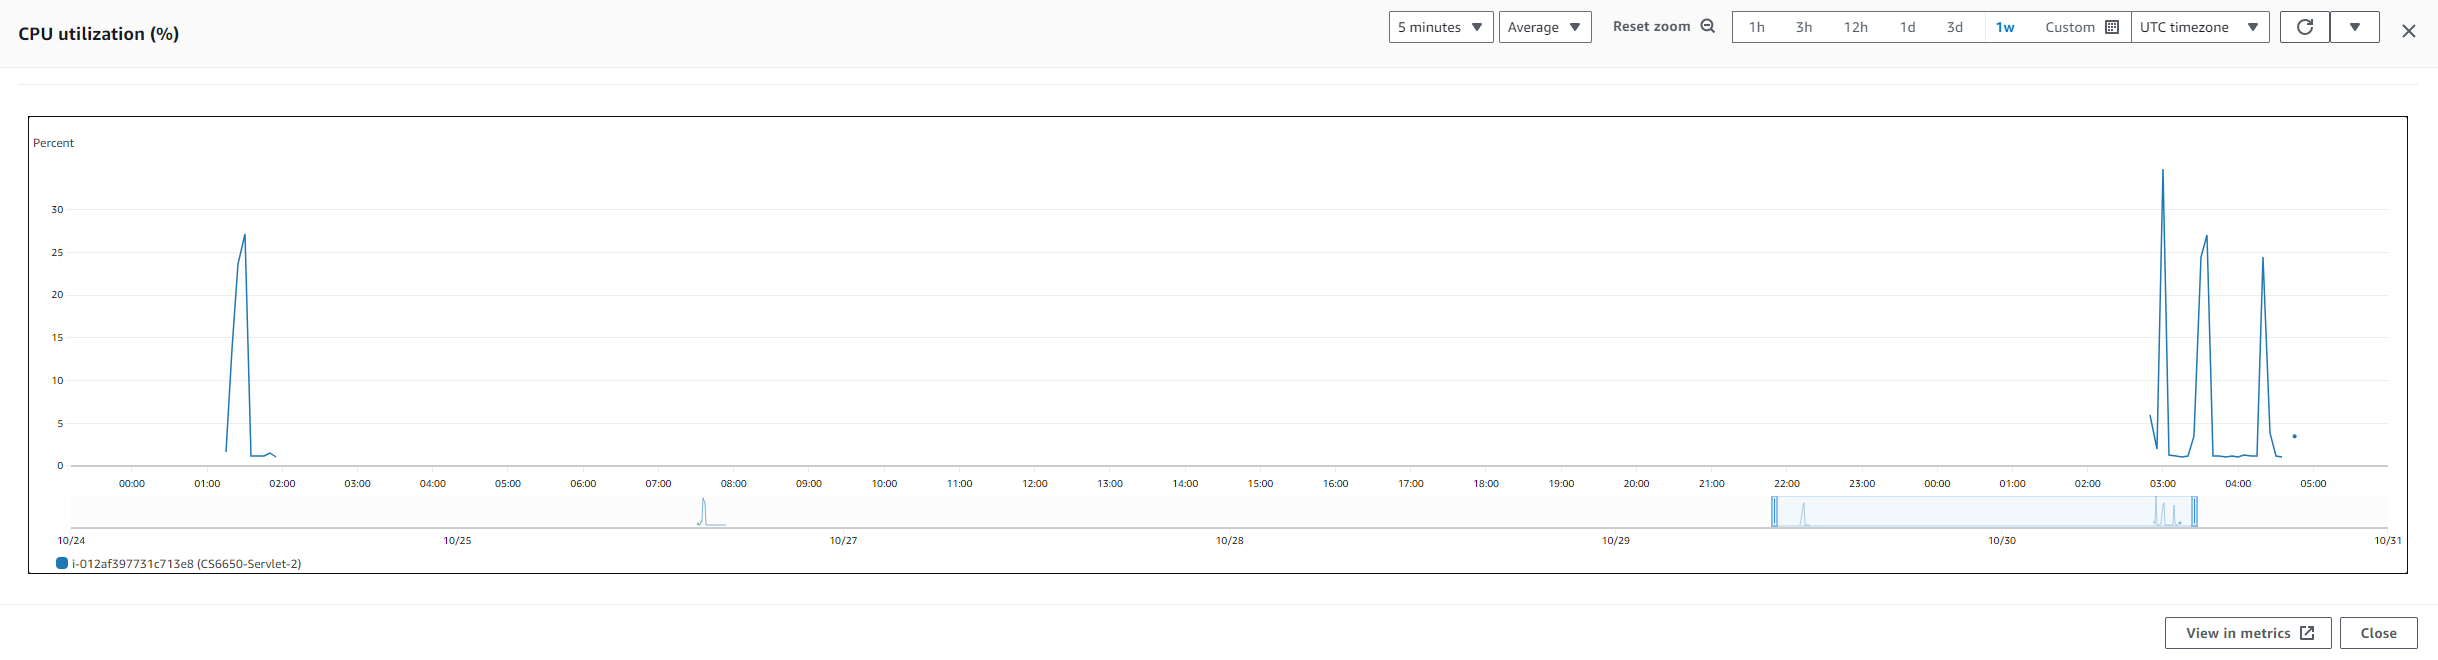 CPU utilization (%)
5 minutes Average Reset zoom 1h 3h 12h 1d 3d 1w Custom UTC timezone
Percent
30
25
20
15
10
5
0
00:00 01:00 02:00 03:00 04:00 05:00 06:00 07:00 08:00 09:00 10:00 11:00 12:00 13:00 14:00 15:00 16:00 17:00 18:00 19:00 20:00 21:00 22:00 23:00 00:00 01:00 02:00 03:00 04:00 05:00
10/24 10/25 10/27 10/28 10/29 10/30 10/31
i-012af397731c713e8 (CS6650-Servlet-2)
View in metrics Close